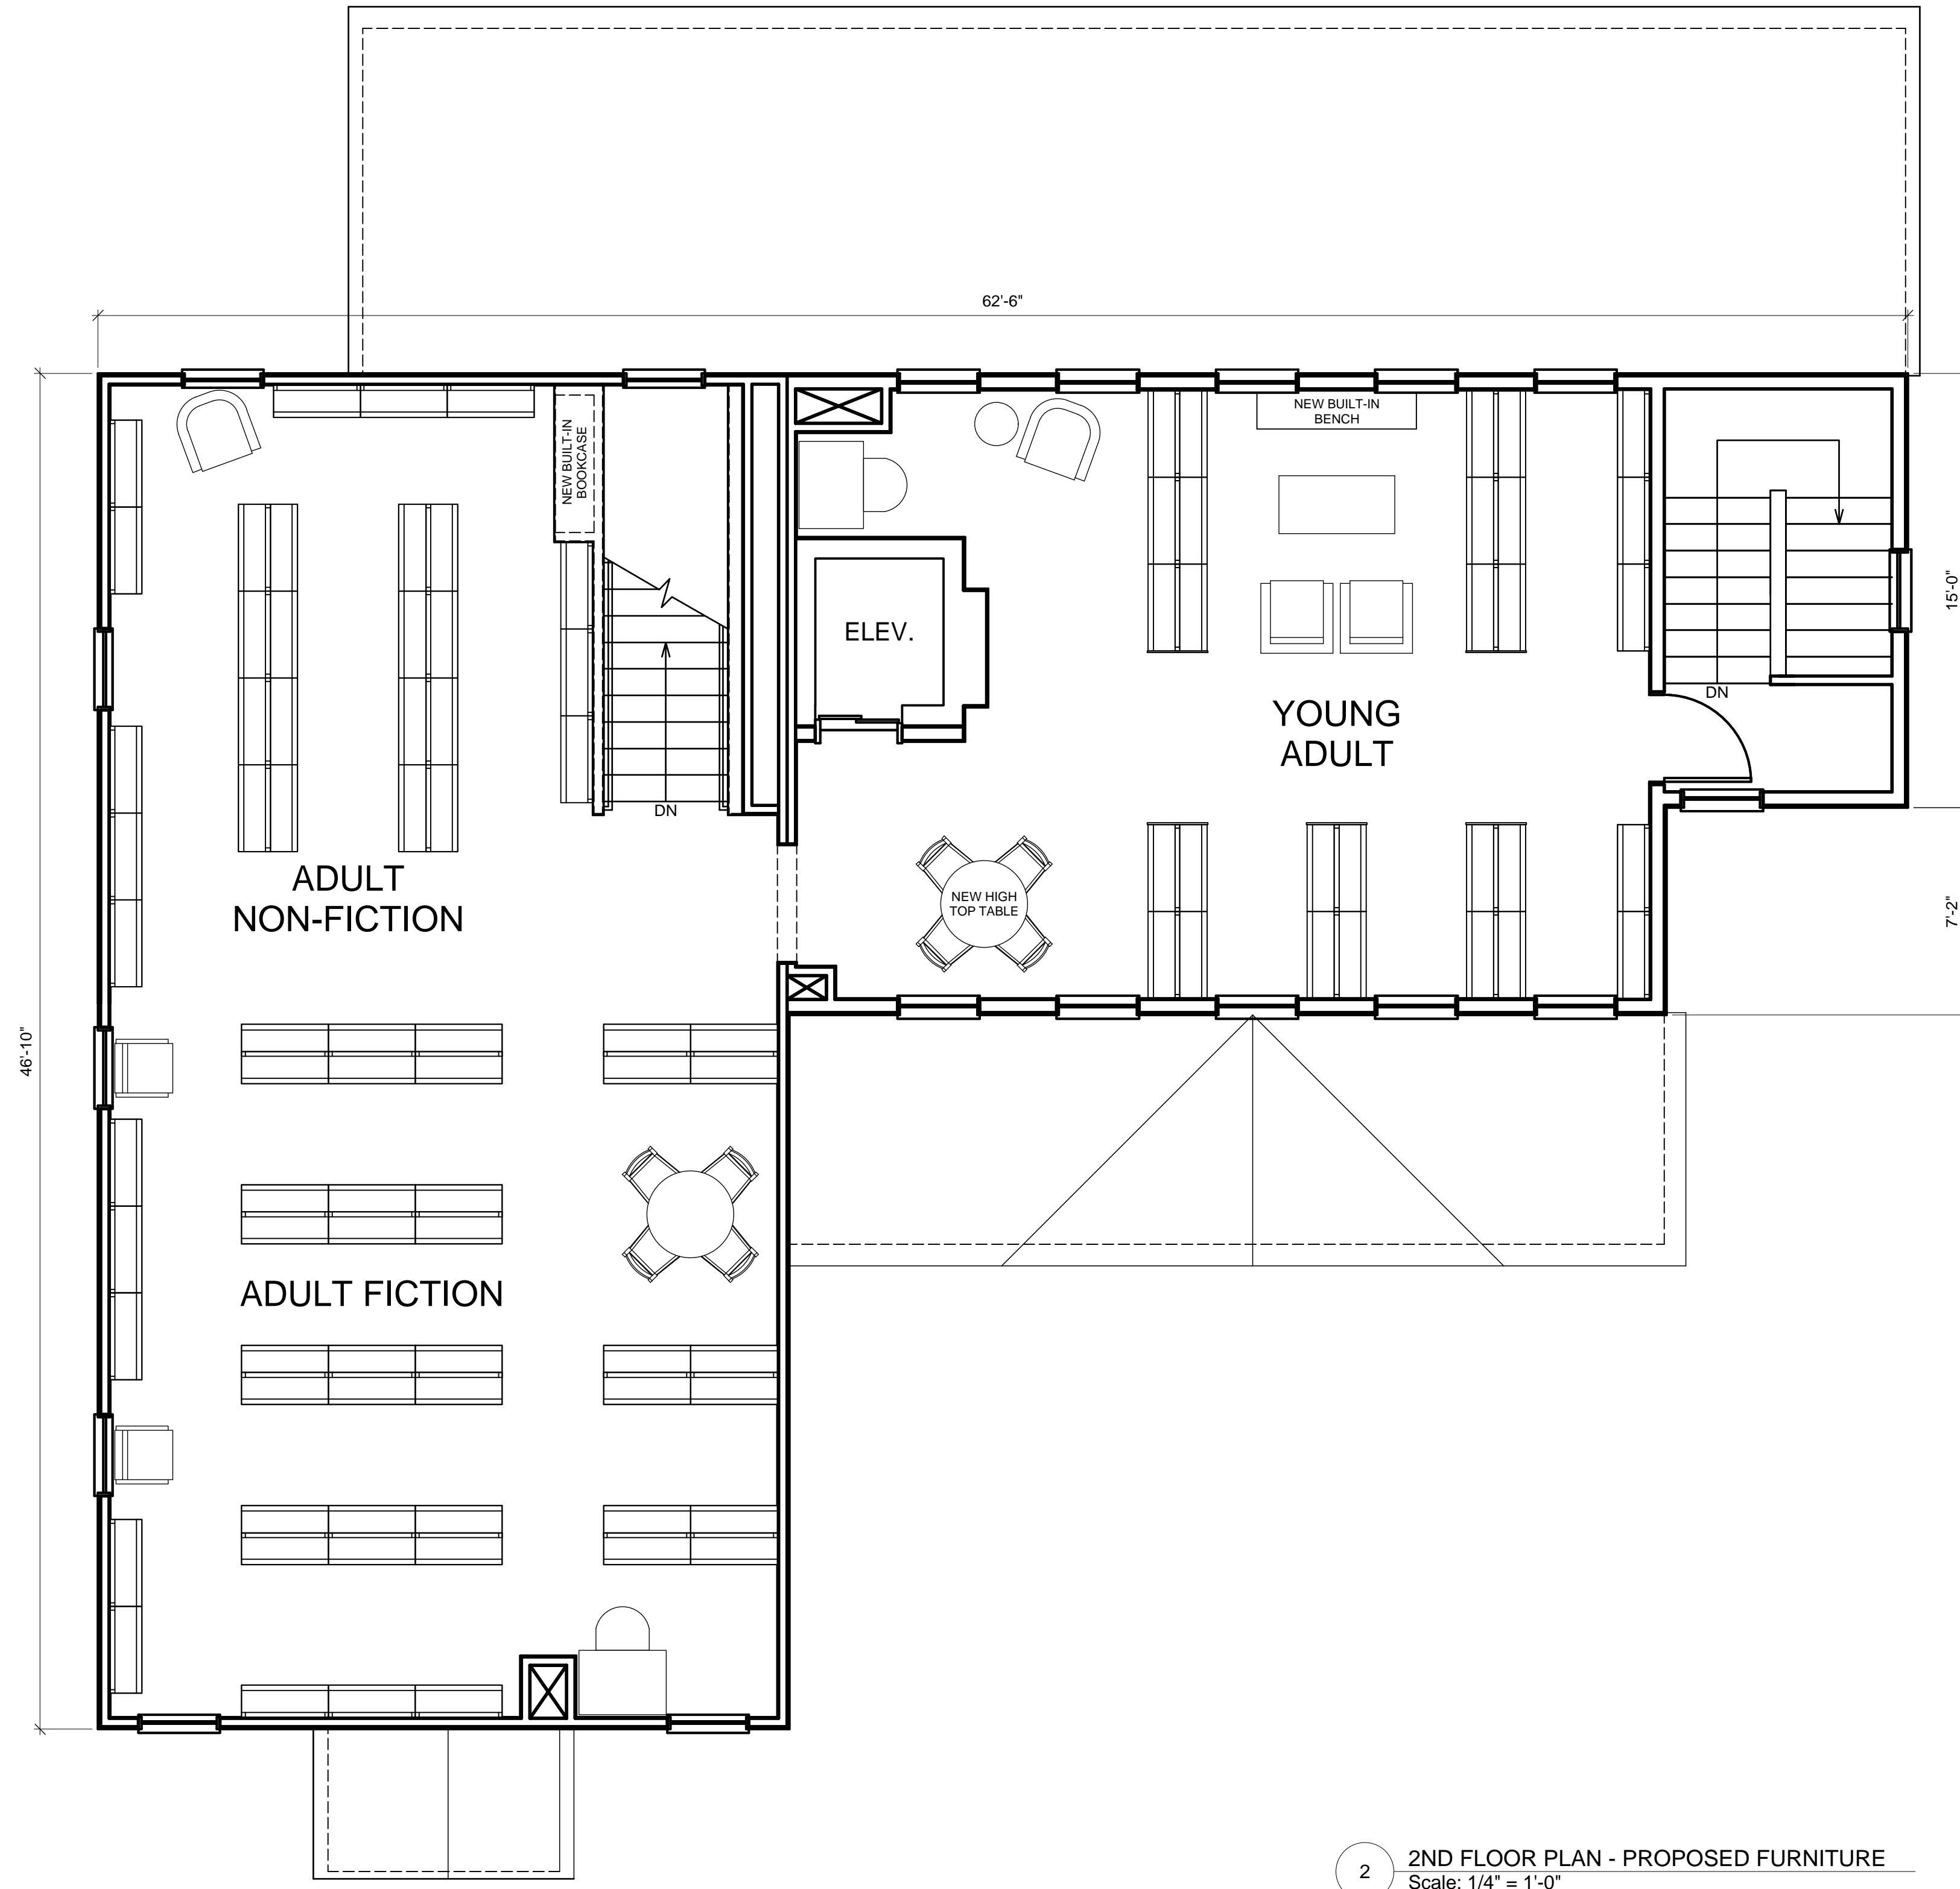 62'-6"
NEW BUILT-IN
BENCH
NEW BUILT-IN
BOOKCASE
15'-0"
ELEV.
DN
YOUNG
ADULT
DN
ADULT
NON-FICTION
NEW HIGH
TOP TABLE
7'-2"
46'-10"
ADULT FICTION
2
2ND FLOOR PLAN - PROPOSED FURNITURE
Scale: 1/4" = 1'-0"